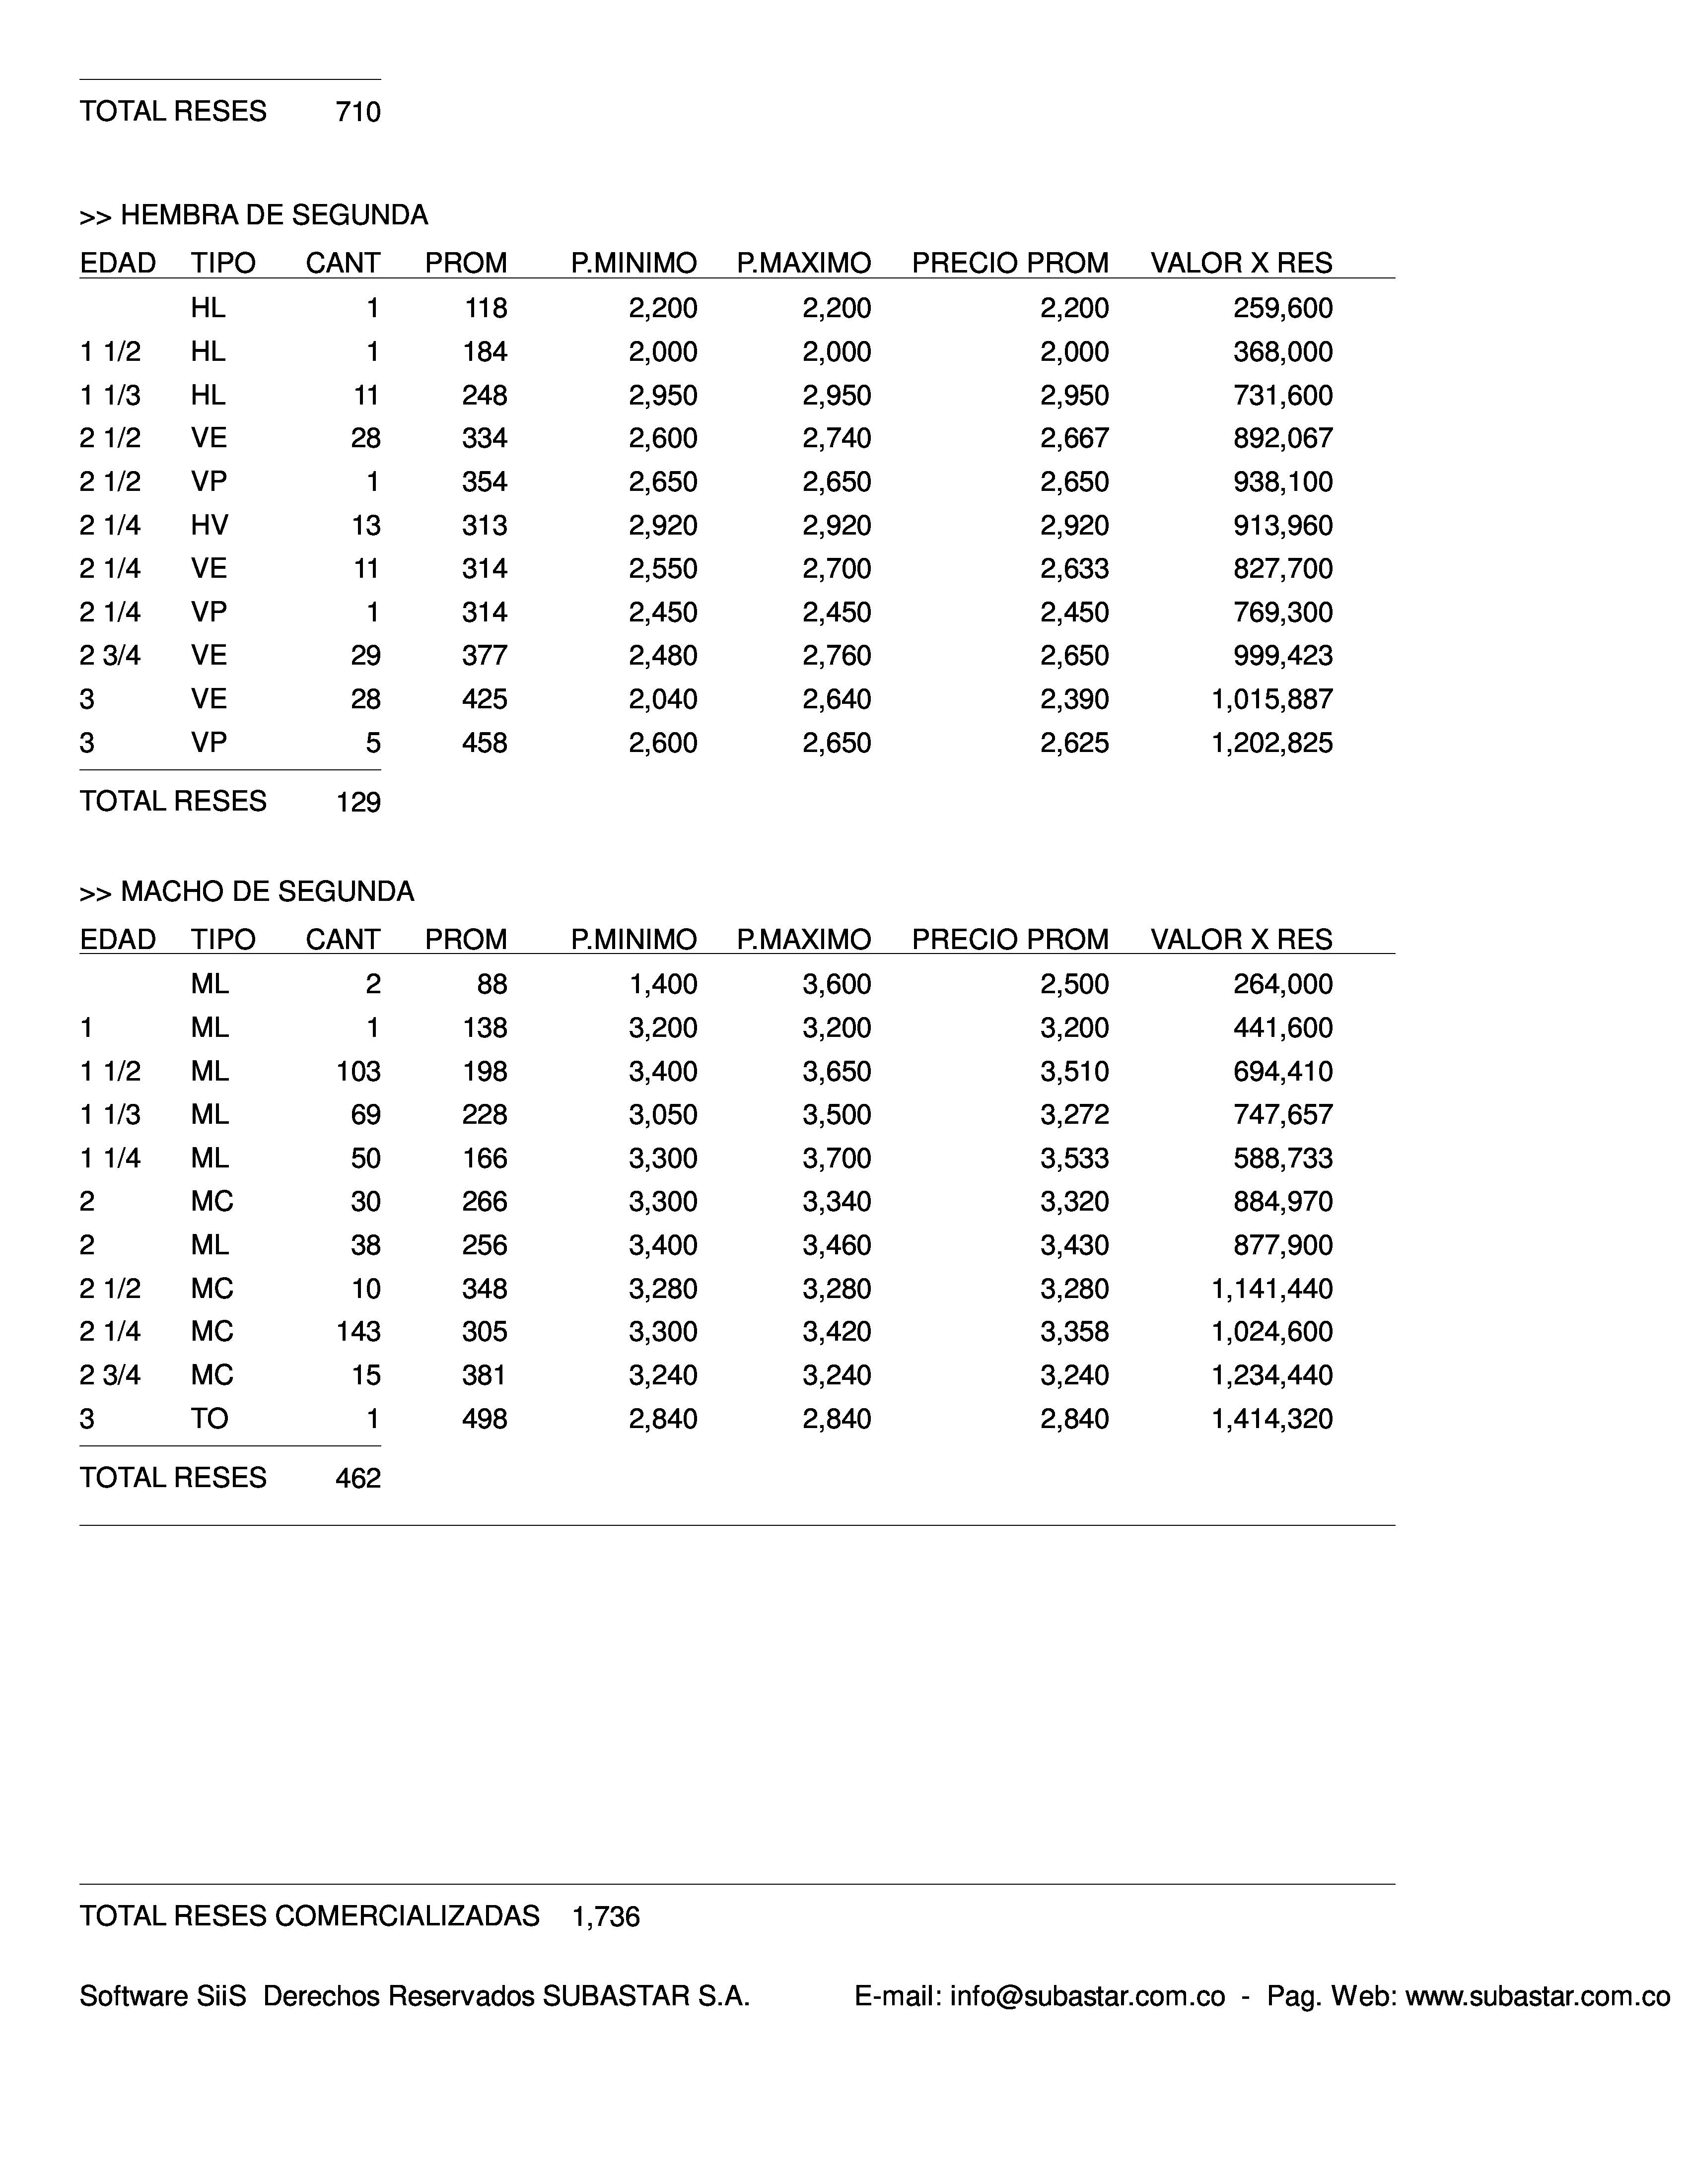 TOTAL RESES 710
>> HEMBRA DE SEGUNDA
EDAD TIPO CANT PROM P.MINIMO P.MAXIMO PRECIO PROM VALOR X RES
HL 1 118 2,200 2,200 2,200 259,600
1 1/2 HL 1 184 2,000 2,000 2,000 368,000
1 1/3 HL 11 248 2,950 2,950 2,950 731,600
2 1/2 VE 28 334 2,600 2,740 2,667 892,067
2 1/2 VP 1 354 2,650 2,650 2,650 938,100
2 1/4 HV 13 313 2,920 2,920 2,920 913,960
2 1/4 VE 11 314 2,550 2,700 2,633 827,700
2 1/4 VP 1 314 2,450 2,450 2,450 769,300
2 3/4 VE 29 377 2,480 2,760 2,650 999,423
3 VE 28 425 2,040 2,640 2,390 1,015,887
3 VP 5 458 2,600 2,650 2,625 1,202,825
TOTAL RESES 129
>> MACHO DE SEGUNDA
EDAD TIPO CANT PROM P.MINIMO P.MAXIMO PRECIO PROM VALOR X RES
ML 2 88 1,400 3,600 2,500 264,000
1 ML 1 138 3,200 3,200 3,200 441,600
1 1/2 ML 103 198 3,400 3,650 3,510 694,410
1 1/3 ML 69 228 3,050 3,500 3,272 747,657
1 1/4 ML 50 166 3,300 3,700 3,533 588,733
2 MC 30 266 3,300 3,340 3,320 884,970
2 ML 38 256 3,400 3,460 3,430 877,900
2 1/2 MC 10 348 3,280 3,280 3,280 1,141,440
2 1/4 MC 143 305 3,300 3,420 3,358 1,024,600
2 3/4 MC 15 381 3,240 3,240 3,240 1,234,440
3 TO 1 498 2,840 2,840 2,840 1,414,320
TOTAL RESES 462
TOTAL RESES COMERCIALIZADAS 1,736
Software SiiS Derechos Reservados SUBASTAR S.A. E-mail: info@subastar.com.co - Pag. Web: www.subastar.com.co